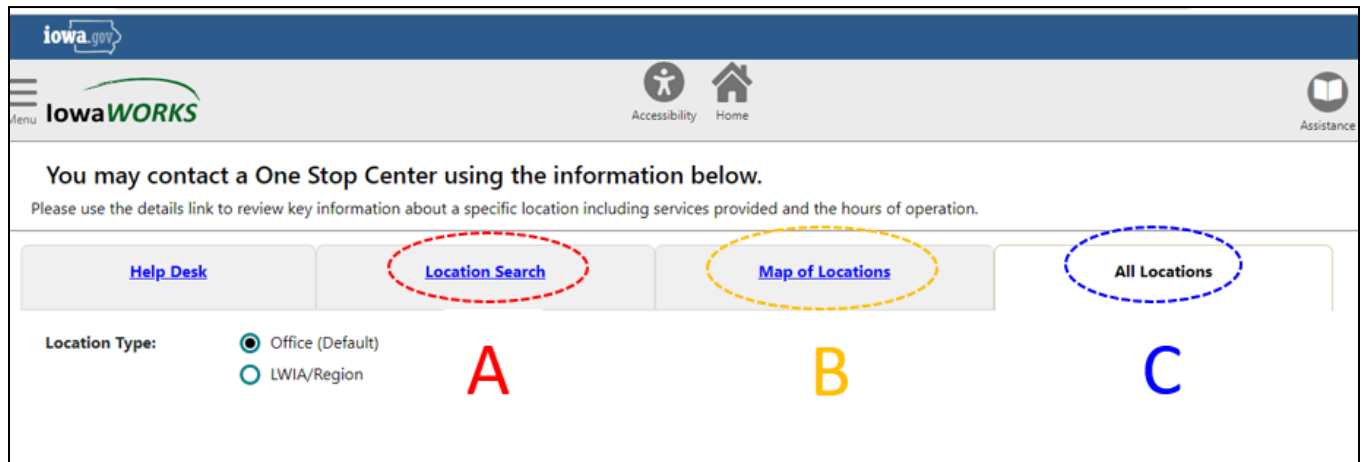 iowa.gov
Menu
IowaWORKS
Accessibility
Home
Assistance
You may contact a One Stop Center using the information below.
Please use the details link to review key information about a specific location including services provided and the hours of operation.
Help Desk
Location Search
Map of Locations
All Locations
Location Type:
Office (Default)
LWIA/Region
A
B
C